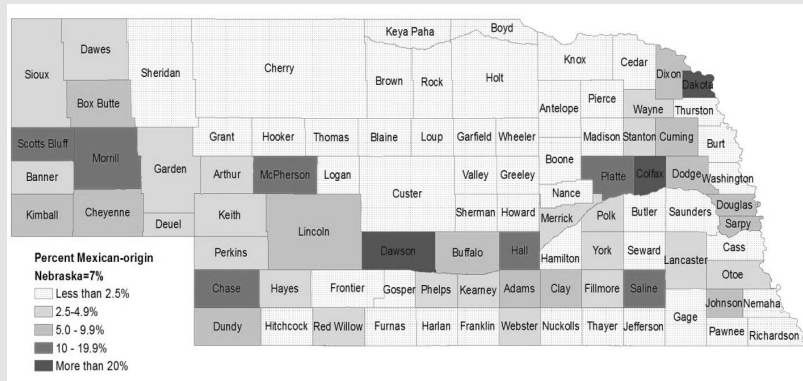 Keya Paha
Boyd
Dawes
Sioux
Sheridan
Cherry
Knox
Cedar
Dixon
Dakota
Brown
Rock
Holt
Box Butte
Antelope
Pierce
Wayne
Thurston
Scotts Bluff
Morrill
Garden
Grant
Hooker
Thomas
Blaine
Loup
Garfield
Wheeler
Madison
Stanton
Cuming
Burt
Banner
Arthur
McPherson
Logan
Custer
Valley
Greeley
Boone
Nance
Platte
Colfax
Dodge
Washington
Kimball
Cheyenne
Deuel
Keith
Lincoln
Sherman
Howard
Merrick
Polk
Butler
Saunders
Douglas
Sarpy
Perkins
Dawson
Buffalo
Hall
Hamilton
York
Seward
Lancaster
Cass
Otoe
Chase
Hayes
Frontier
Gosper
Phelps
Kearney
Adams
Clay
Fillmore
Saline
Johnson
Nemaha
Dundy
Hitchcock
Red Willow
Furnas
Harlan
Franklin
Webster
Nuckolls
Thayer
Jefferson
Gage
Pawnee
Richardson
Percent Mexican-origin
Nebraska=7%
Less than 2.5%
2.5-4.9%
5.0 - 9.9%
10 - 19.9%
More than 20%